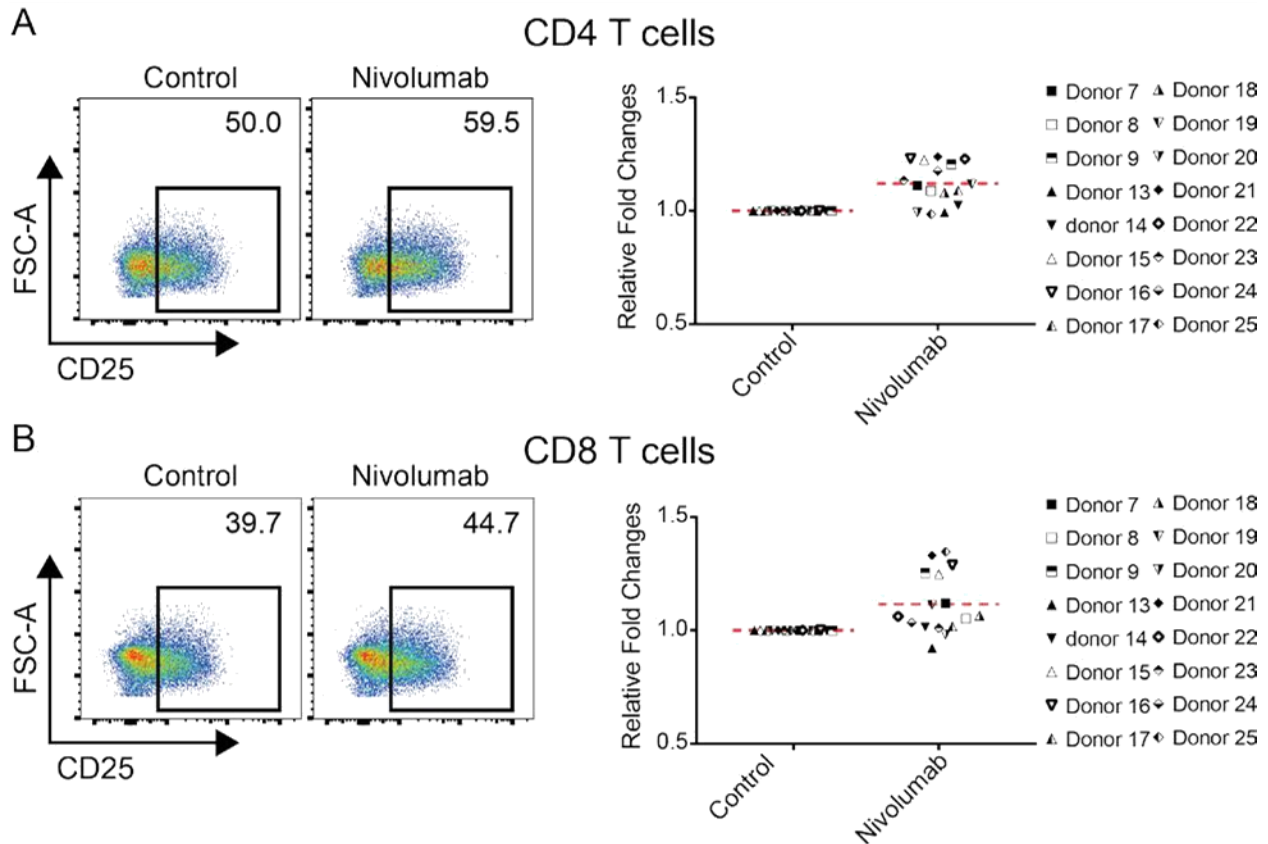 A
CD4 T cells
Control
Nivolumab
50.0
59.5
FSC-A
CD25
Relative Fold Changes
1.5
1.0
0.5
Control
Nivolumab
Donor 7
Donor 8
Donor 9
Donor 13
donor 14
Donor 15
Donor 16
Donor 17
Donor 18
Donor 19
Donor 20
Donor 21
Donor 22
Donor 23
Donor 24
Donor 25
B
CD8 T cells
Control
Nivolumab
39.7
44.7
FSC-A
CD25
Relative Fold Changes
1.5
1.0
0.5
Control
Nivolumab
Donor 7
Donor 8
Donor 9
Donor 13
donor 14
Donor 15
Donor 16
Donor 17
Donor 18
Donor 19
Donor 20
Donor 21
Donor 22
Donor 23
Donor 24
Donor 25